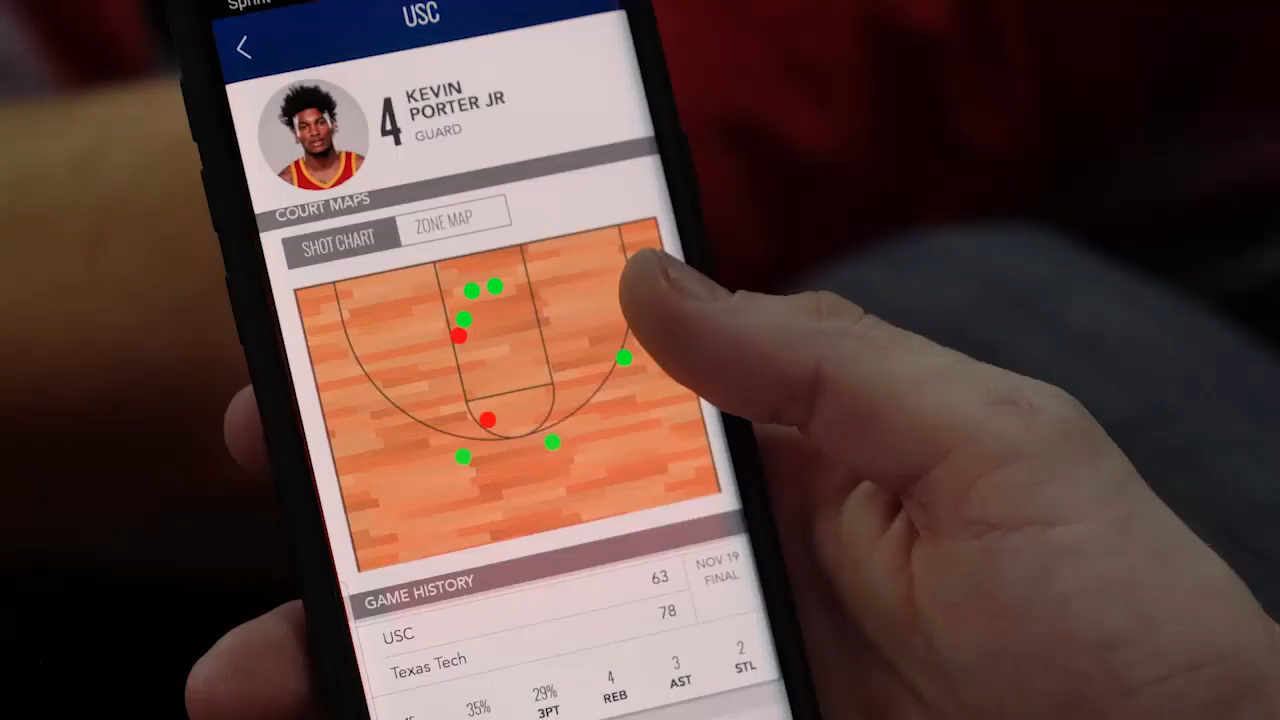 Sprint
USC
4
KEVIN
PORTER JR
GUARD
COURT MAPS
SHOT CHART
ZONE MAP
GAME HISTORY
USC
63
NOV 19
FINAL
Texas Tech
78
35%
29%
3PT
4
REB
3
AST
2
STL